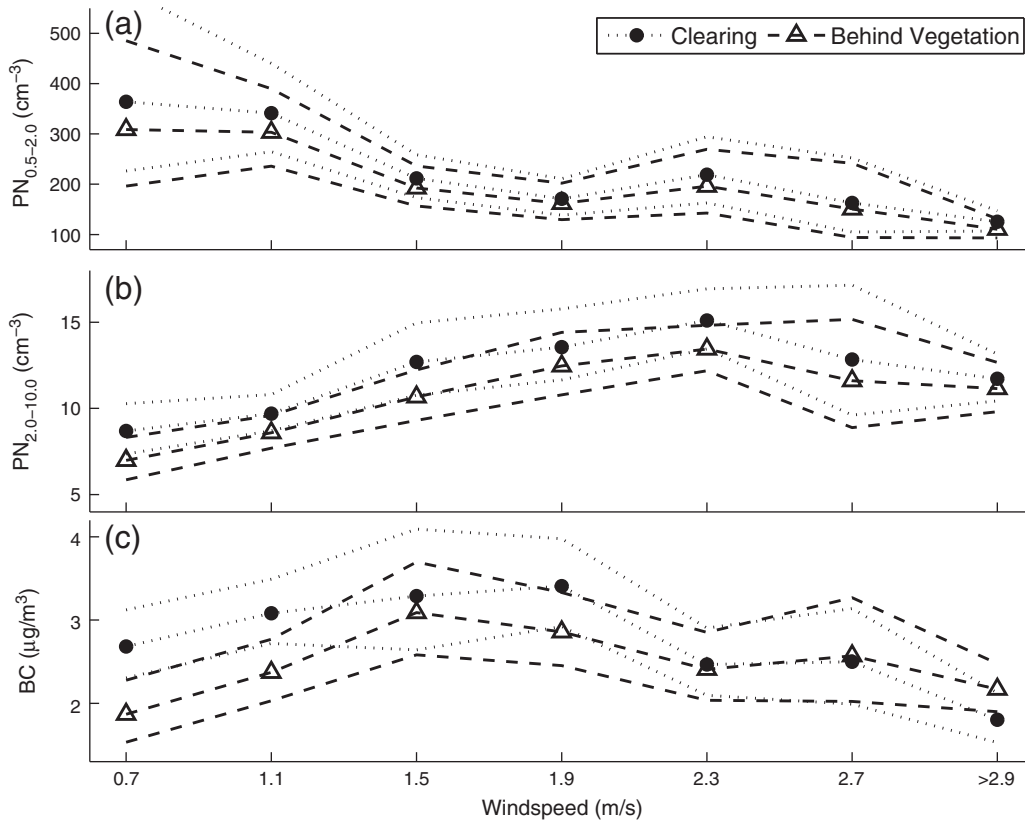 (a)
Clearing Behind Vegetation
500
400
300
200
100
PN0.5−2.0 (cm−3)
(b)
15
10
5
PN2.0−10.0 (cm−3)
(c)
4
3
2
BC (μg/m3)
0.7 1.1 1.5 1.9 2.3 2.7 >2.9
Windspeed (m/s)